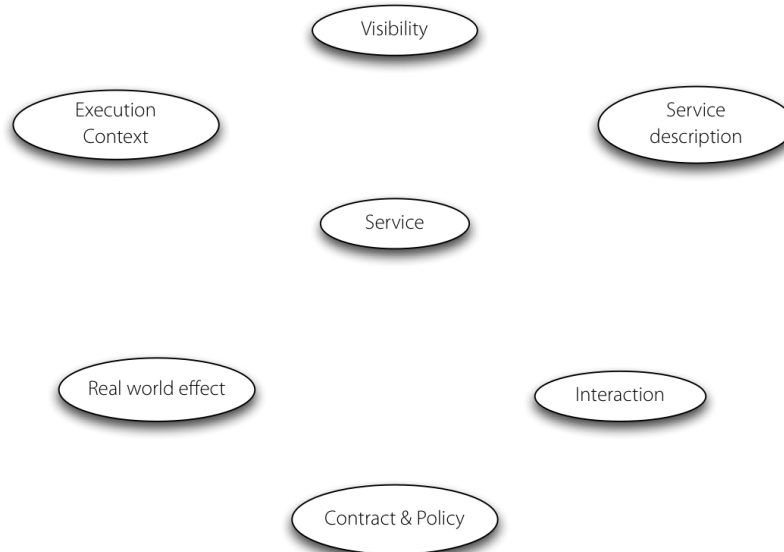 Visibility
Execution
Context
Service
description
Service
Real world effect
Interaction
Contract & Policy